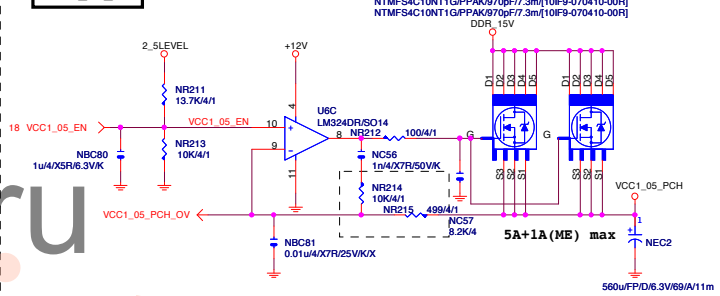 NTMFS4C10NT1G/PPAK/970pF/7.3m/[10IF9-070410-00R]
NTMFS4C10NT1G/PPAK/970pF/7.3m/[10IF9-070410-00R]
DDR_15V
2_5LEVEL
+12V
D1 D2 D3 D4 D5
D1 D2 D3 D4 D5
NR211
13.7K/4/1
4
U6C
LM324DR/SO14
18 VCC1_05_EN
VCC1_05_EN
10
+
8
NR212
100/4/1
G
G
9
-
NBC80
1u/4/X5R/6.3V/K
NR213
10K/4/1
11
NC56
1n/4/X7R/50V/K
S3 S2 S1
S3 S2 S1
NR214
10K/4/1
VCC1_05_PCH
VCC1_05_PCH_OV
NR215
499/4/1
NC57
8.2K/4
1
+
5A+1A(ME) max
NEC2
NBC81
0.01u/4/X7R/25V/K/X
560u/FP/D/6.3V/69/A/11m
ru